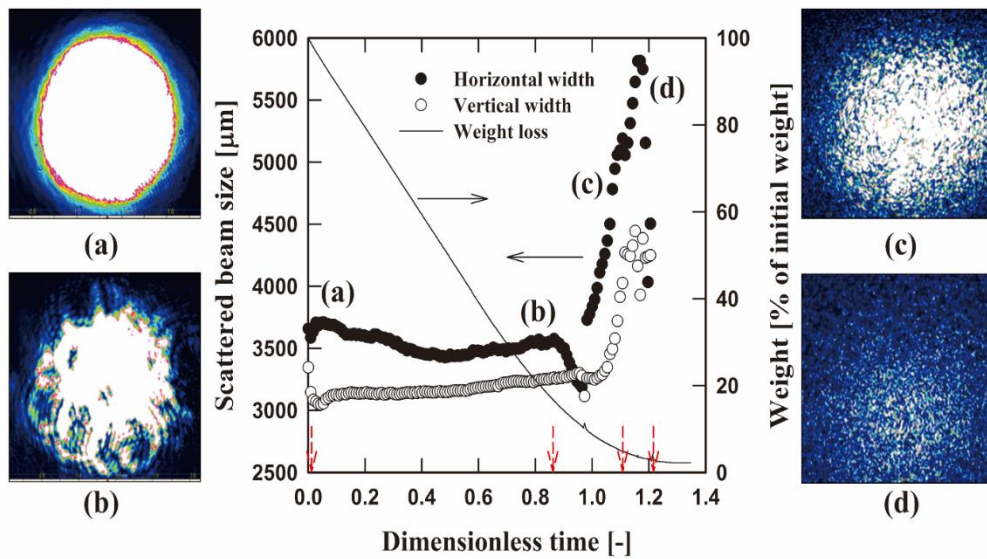 (a)
(b)
6000
5500
5000
4500
4000
3500
3000
2500
Scattered beam size [μm]
Horizontal width
Vertical width
Weight loss
(a)
(b)
(c)
(d)
100
80
60
40
20
0
Weight [% of initial weight]
0.0 0.2 0.4 0.6 0.8 1.0 1.2 1.4
Dimensionless time [-]
(c)
(d)